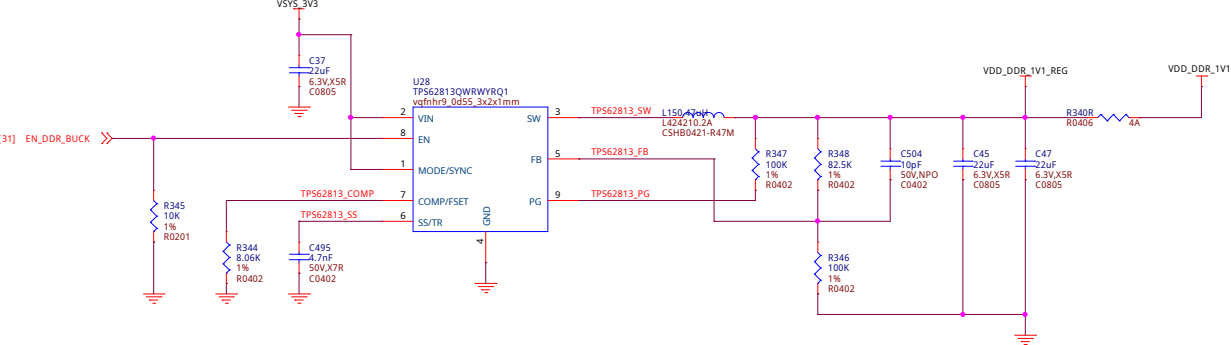 VSYS_3V3
C37
22uF
6.3V,X5R
C0805
U28
TPS62813QWRWYRQ1
vqfnhr9_0d55_3x2x1mm
VDD_DDR_1V1_REG
VDD_DDR_1V1
[31] EN_DDR_BUCK
2
VIN
8
EN
1
MODE/SYNC
7
COMP/FSET
6
SS/TR
GND
4
SW
3
FB
5
PG
9
TPS62813_SW
TPS62813_FB
TPS62813_PG
TPS62813_COMP
TPS62813_SS
L150.47uH
L424210.2A
CSHB0421-R47M
R340R
R0406
4A
R347
100K
1%
R0402
R348
82.5K
1%
R0402
C504
10pF
50V,NPO
C0402
C45
22uF
6.3V,X5R
C0805
C47
22uF
6.3V,X5R
C0805
R345
10K
1%
R0201
R344
8.06K
1%
R0402
C495
4.7nF
50V,X7R
C0402
R346
100K
1%
R0402